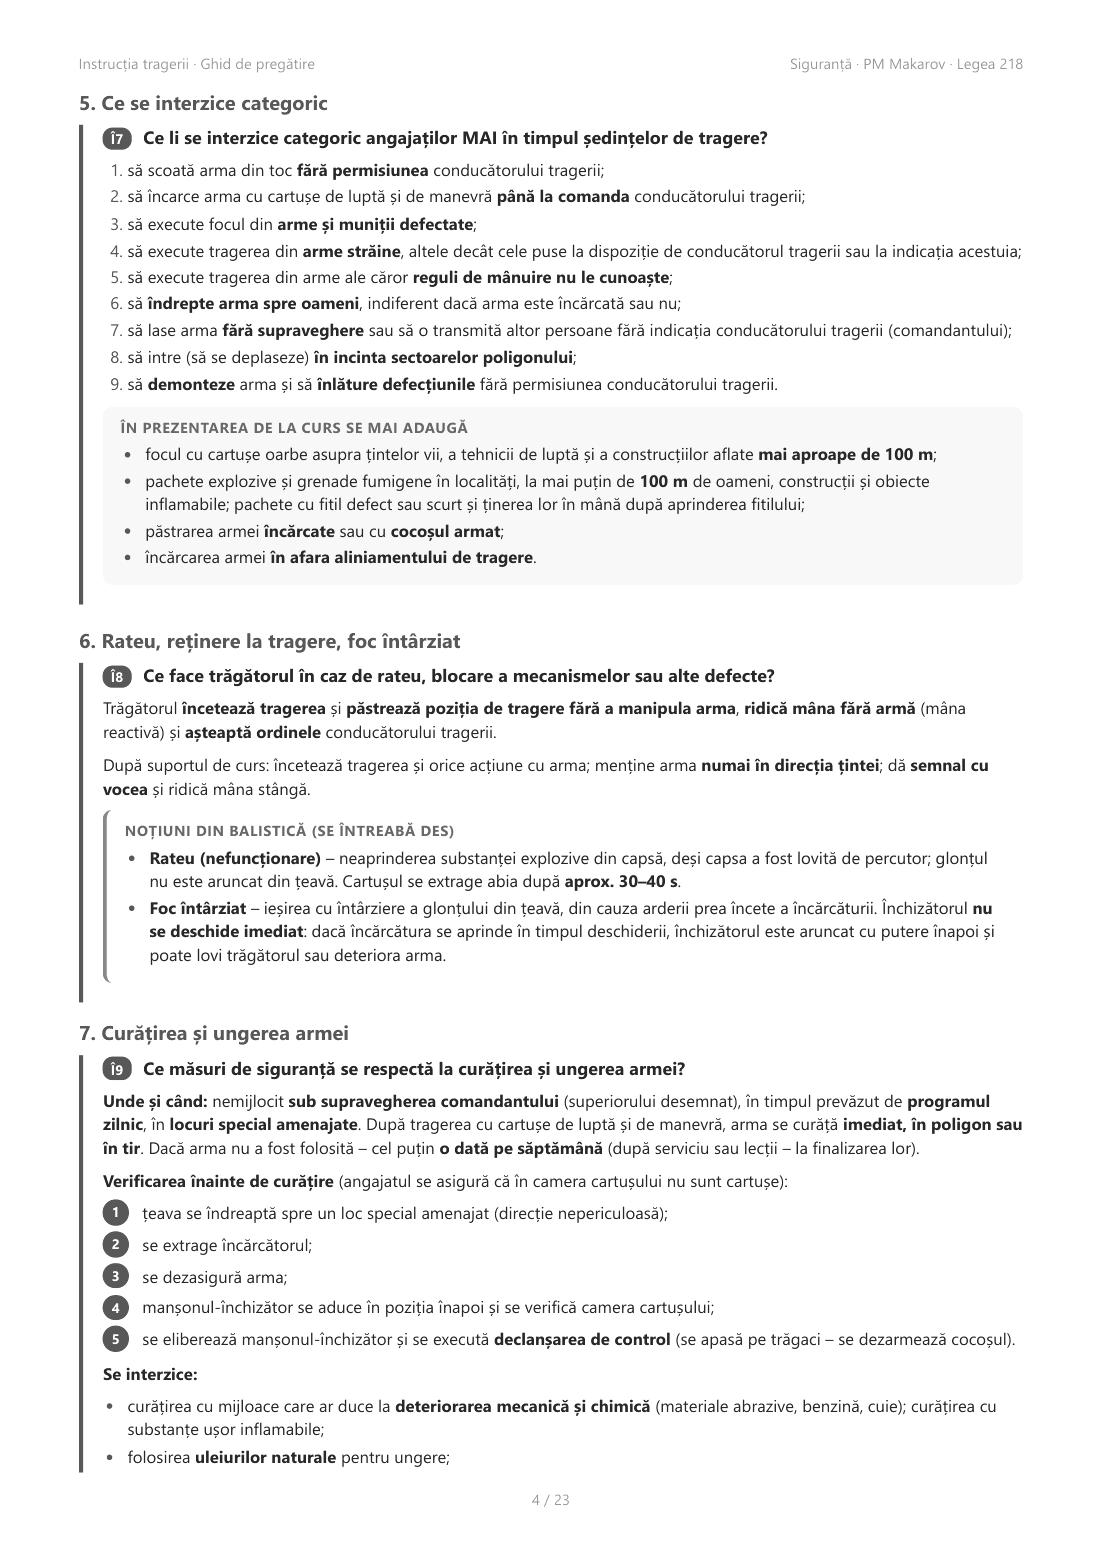 Instrucția tragerii · Ghid de pregătire
Siguranță · PM Makarov · Legea 218
5. Ce se interzice categoric
Î7 Ce li se interzice categoric angajaților MAI în timpul ședințelor de tragere?
1. să scoată arma din toc fără permisiunea conducătorului tragerii;
2. să încarce arma cu cartușe de luptă și de manevră până la comanda conducătorului tragerii;
3. să execute focul din arme și muniții defectate;
4. să execute tragerea din arme străine, altele decât cele puse la dispoziție de conducătorul tragerii sau la indicația acestuia;
5. să execute tragerea din arme ale căror reguli de mânuire nu le cunoaște;
6. să îndrepte arma spre oameni, indiferent dacă arma este încărcată sau nu;
7. să lase arma fără supraveghere sau să o transmită altor persoane fără indicația conducătorului tragerii (comandantului);
8. să intre (să se deplaseze) în incinta sectoarelor poligonului;
9. să demonteze arma și să înlăture defecțiunile fără permisiunea conducătorului tragerii.
ÎN PREZENTAREA DE LA CURS SE MAI ADAUGĂ
• focul cu cartușe oarbe asupra țintelor vii, a tehnicii de luptă și a construcțiilor aflate mai aproape de 100 m;
• pachete explozive și grenade fumigene în localități, la mai puțin de 100 m de oameni, construcții și obiecte
inflamabile; pachete cu fitil defect sau scurt și ținerea lor în mână după aprinderea fitilului;
• păstrarea armei încărcate sau cu cocoșul armat;
• încărcarea armei în afara aliniamentului de tragere.
6. Rateu, reținere la tragere, foc întârziat
Î8 Ce face trăgătorul în caz de rateu, blocare a mecanismelor sau alte defecte?
Trăgătorul încetează tragerea și păstrează poziția de tragere fără a manipula arma, ridică mâna fără armă (mâna
reactivă) și așteaptă ordinele conducătorului tragerii.
După suportul de curs: încetează tragerea și orice acțiune cu arma; menține arma numai în direcția țintei; dă semnal cu
vocea și ridică mâna stângă.
NOȚIUNI DIN BALISTICĂ (SE ÎNTREABĂ DES)
• Rateu (nefuncționare) – neaprinderea substanței explozive din capsă, deși capsa a fost lovită de percutor; glonțul
nu este aruncat din țeavă. Cartușul se extrage abia după aprox. 30–40 s.
• Foc întârziat – ieșirea cu întârziere a glonțului din țeavă, din cauza arderii prea încete a încărcăturii. Închizătorul nu
se deschide imediat: dacă încărcătura se aprinde în timpul deschiderii, închizătorul este aruncat cu putere înapoi și
poate lovi trăgătorul sau deteriora arma.
7. Curățirea și ungerea armei
Î9 Ce măsuri de siguranță se respectă la curățirea și ungerea armei?
Unde și când: nemijlocit sub supravegherea comandantului (superiorului desemnat), în timpul prevăzut de programul
zilnic, în locuri special amenajate. După tragerea cu cartușe de luptă și de manevră, arma se curăță imediat, în poligon sau
în tir. Dacă arma nu a fost folosită – cel puțin o dată pe săptămână (după serviciu sau lecții – la finalizarea lor).
Verificarea înainte de curățire (angajatul se asigură că în camera cartușului nu sunt cartușe):
1 țeava se îndreaptă spre un loc special amenajat (direcție nepericuloasă);
2 se extrage încărcătorul;
3 se dezasigură arma;
4 manșonul-închizător se aduce în poziția înapoi și se verifică camera cartușului;
5 se eliberează manșonul-închizător și se execută declanșarea de control (se apasă pe trăgaci – se dezarmează cocoșul).
Se interzice:
• curățirea cu mijloace care ar duce la deteriorarea mecanică și chimică (materiale abrazive, benzină, cuie); curățirea cu
substanțe ușor inflamabile;
• folosirea uleiurilor naturale pentru ungere;
4 / 23